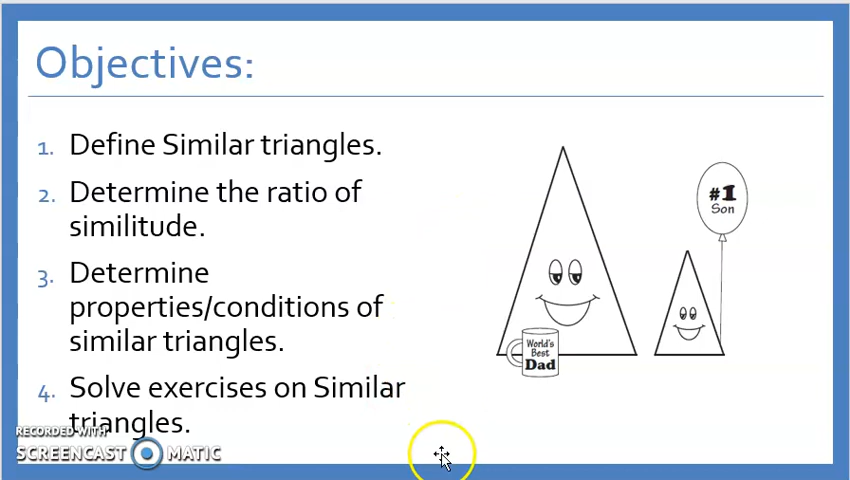 Objectives:
1. Define Similar triangles.
2. Determine the ratio of
similitude.
3. Determine
properties/conditions of
similar triangles.
4. Solve exercises on Similar
triangles.
#1
Son
World's
Best
Dad
RECORDED WITH
SCREENCAST MATIC